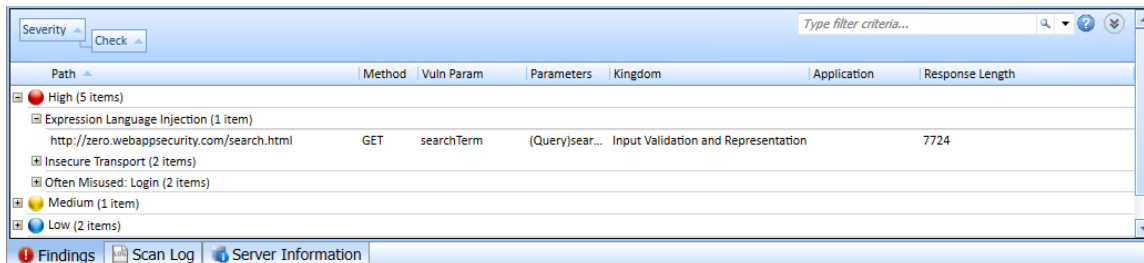 Severity
Check
Type filter criteria...
Path Method Vuln Param Parameters Kingdom Application Response Length
High (5 items)
Expression Language Injection (1 item)
http://zero.webappsecurity.com/search.html GET searchTerm (Query)sear... Input Validation and Representation 7724
Insecure Transport (2 items)
Often Misused: Login (2 items)
Medium (1 item)
Low (2 items)
Findings Scan Log Server Information